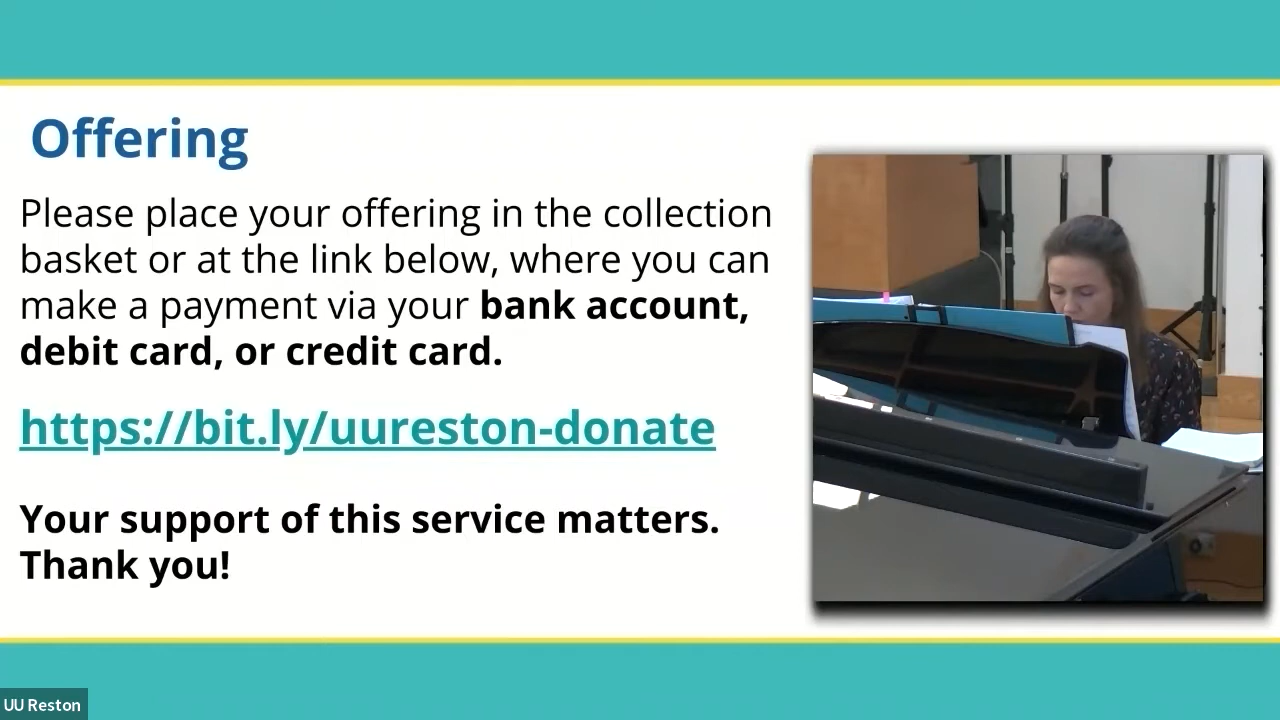 Offering
Please place your offering in the collection
basket or at the link below, where you can
make a payment via your bank account,
debit card, or credit card.
https://bit.ly/uureston-donate
Your support of this service matters.
Thank you!
UU Reston